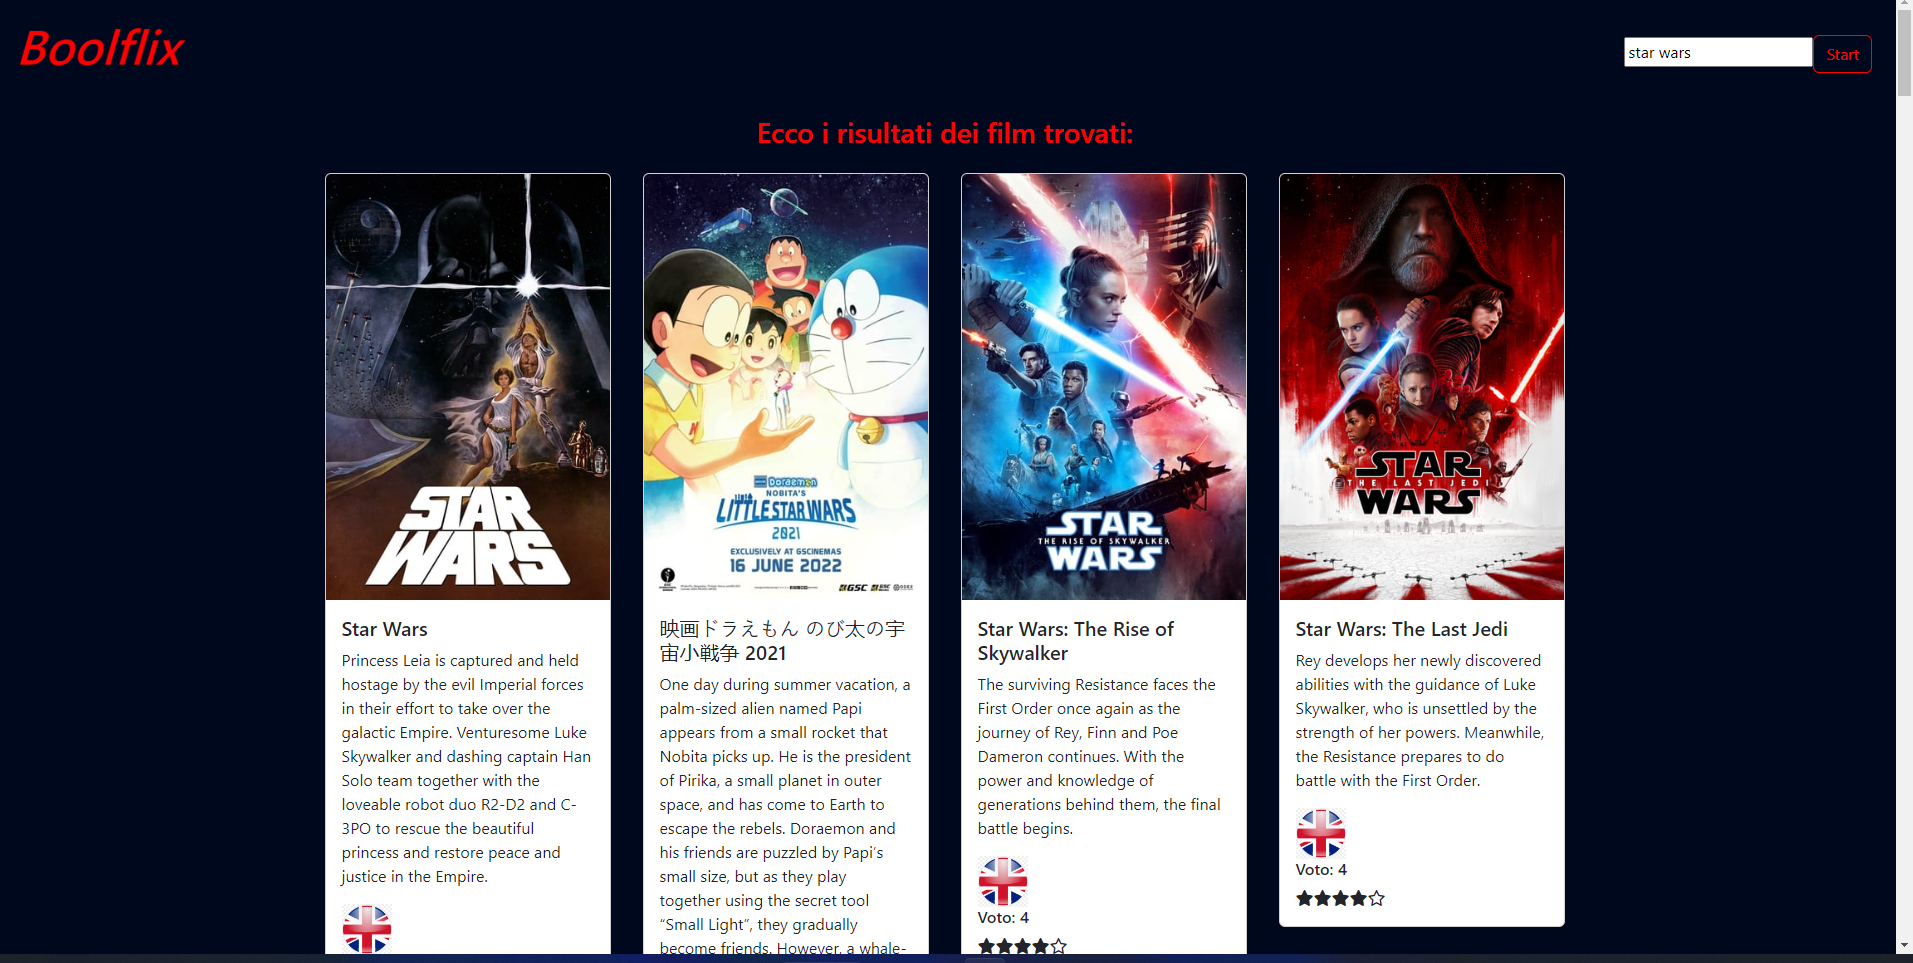 Boolflix
star wars
Start
Ecco i risultati dei film trovati:
STAR
WARS
Star Wars
Princess Leia is captured and held
hostage by the evil Imperial forces
in their effort to take over the
galactic Empire. Venturesome Luke
Skywalker and dashing captain Han
Solo team together with the
loveable robot duo R2-D2 and C-
3PO to rescue the beautiful
princess and restore peace and
justice in the Empire.
Doraemon
NOBITA'S
LITTLE STAR WARS
2021
EXCLUSIVELY AT GSCINEMAS
16 JUNE 2022
GSC
映画ドラえもん のび太の宇
宙小戦争 2021
One day during summer vacation, a
palm-sized alien named Papi
appears from a small rocket that
Nobita picks up. He is the president
of Pirika, a small planet in outer
space, and has come to Earth to
escape the rebels. Doraemon and
his friends are puzzled by Papi’s
small size, but as they play
together using the secret tool
“Small Light”, they gradually
become friends. However, a whale-
STAR
THE RISE OF SKYWALKER
WARS
Star Wars: The Rise of
Skywalker
The surviving Resistance faces the
First Order once again as the
journey of Rey, Finn and Poe
Dameron continues. With the
power and knowledge of
generations behind them, the final
battle begins.
Voto: 4
STAR
THE LAST JEDI
WARS
Star Wars: The Last Jedi
Rey develops her newly discovered
abilities with the guidance of Luke
Skywalker, who is unsettled by the
strength of her powers. Meanwhile,
the Resistance prepares to do
battle with the First Order.
Voto: 4